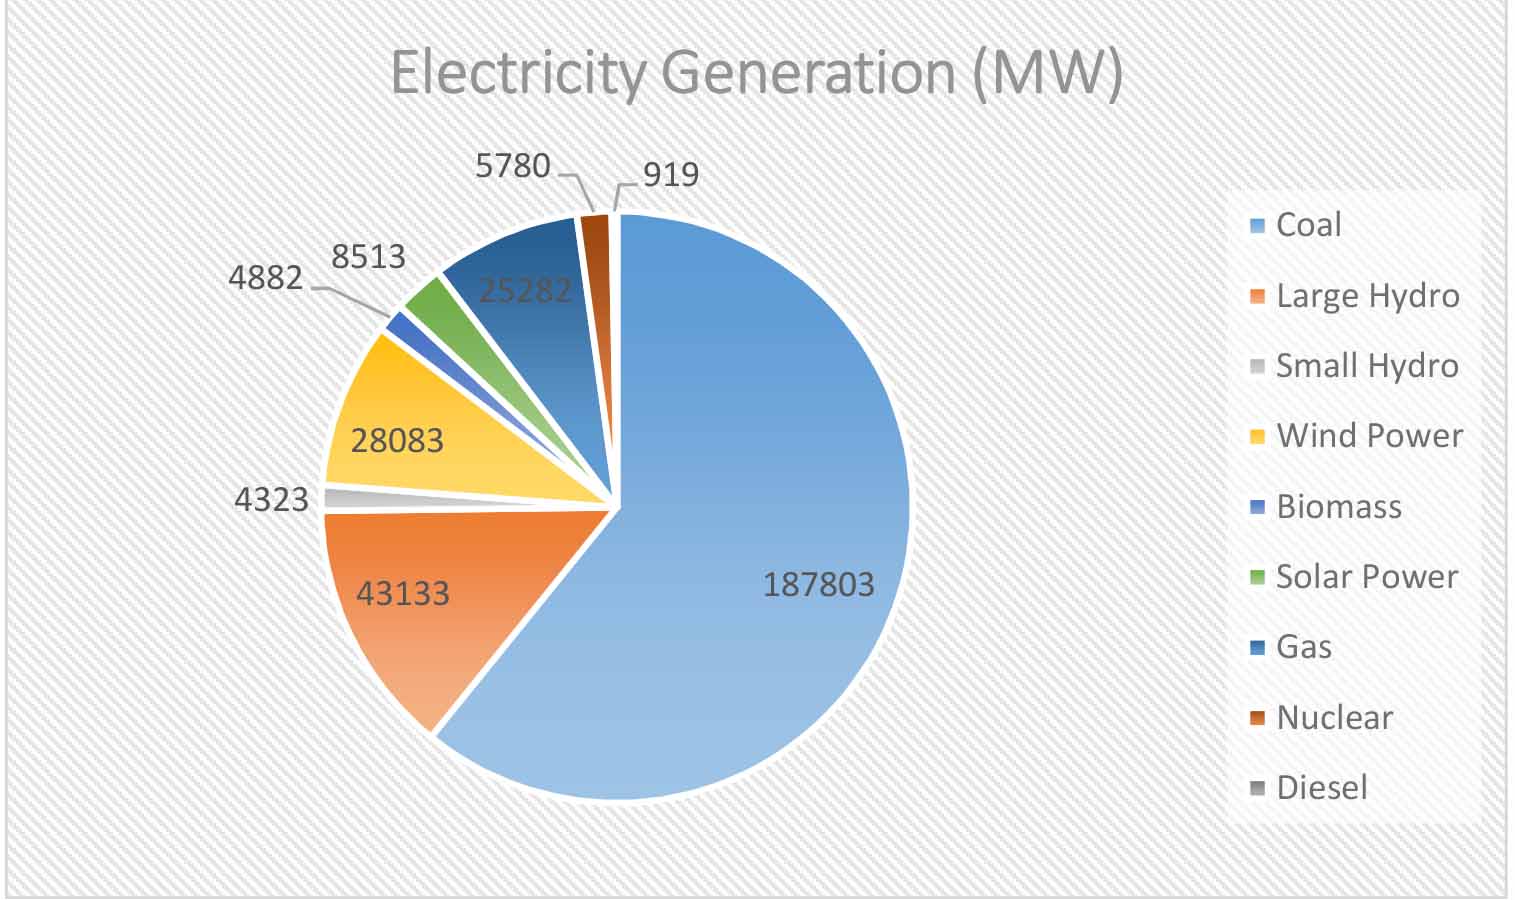 Electricity Generation (MW)
5780
919
8513
4882
25282
28083
4323
43133
187803
Coal
Large Hydro
Small Hydro
Wind Power
Biomass
Solar Power
Gas
Nuclear
Diesel